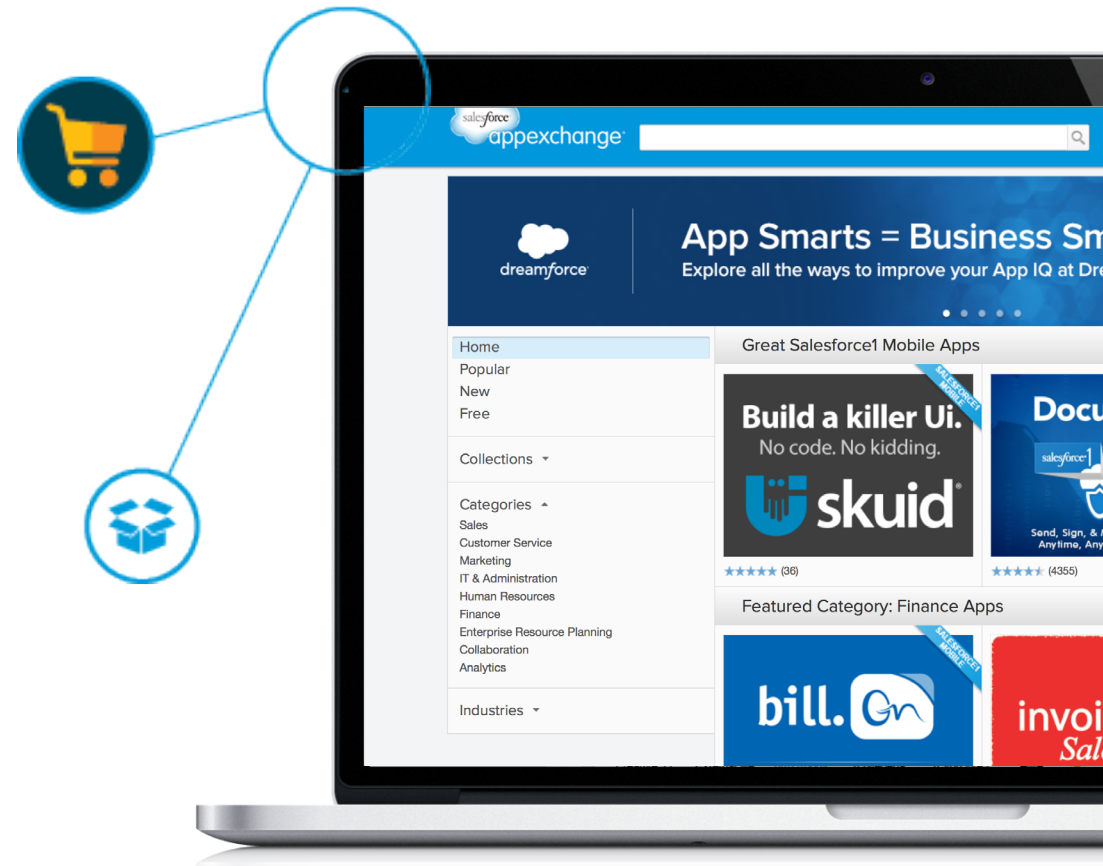 salesforce
appexchange
dreamforce
App Smarts = Business Sm
Explore all the ways to improve your App IQ at Dre
Home
Popular
New
Free
Collections
Categories
Sales
Customer Service
Marketing
IT & Administration
Human Resources
Finance
Enterprise Resource Planning
Collaboration
Analytics
Industries
Great Salesforce1 Mobile Apps
SALESFORCE1
MOBILE
Build a killer Ui.
No code. No kidding.
skuid
(36)
Docu
salesforce1
Send, Sign, &
Anytime, Any
(4355)
Featured Category: Finance Apps
SALESFORCE1
MOBILE
bill.On
invoi
Sale